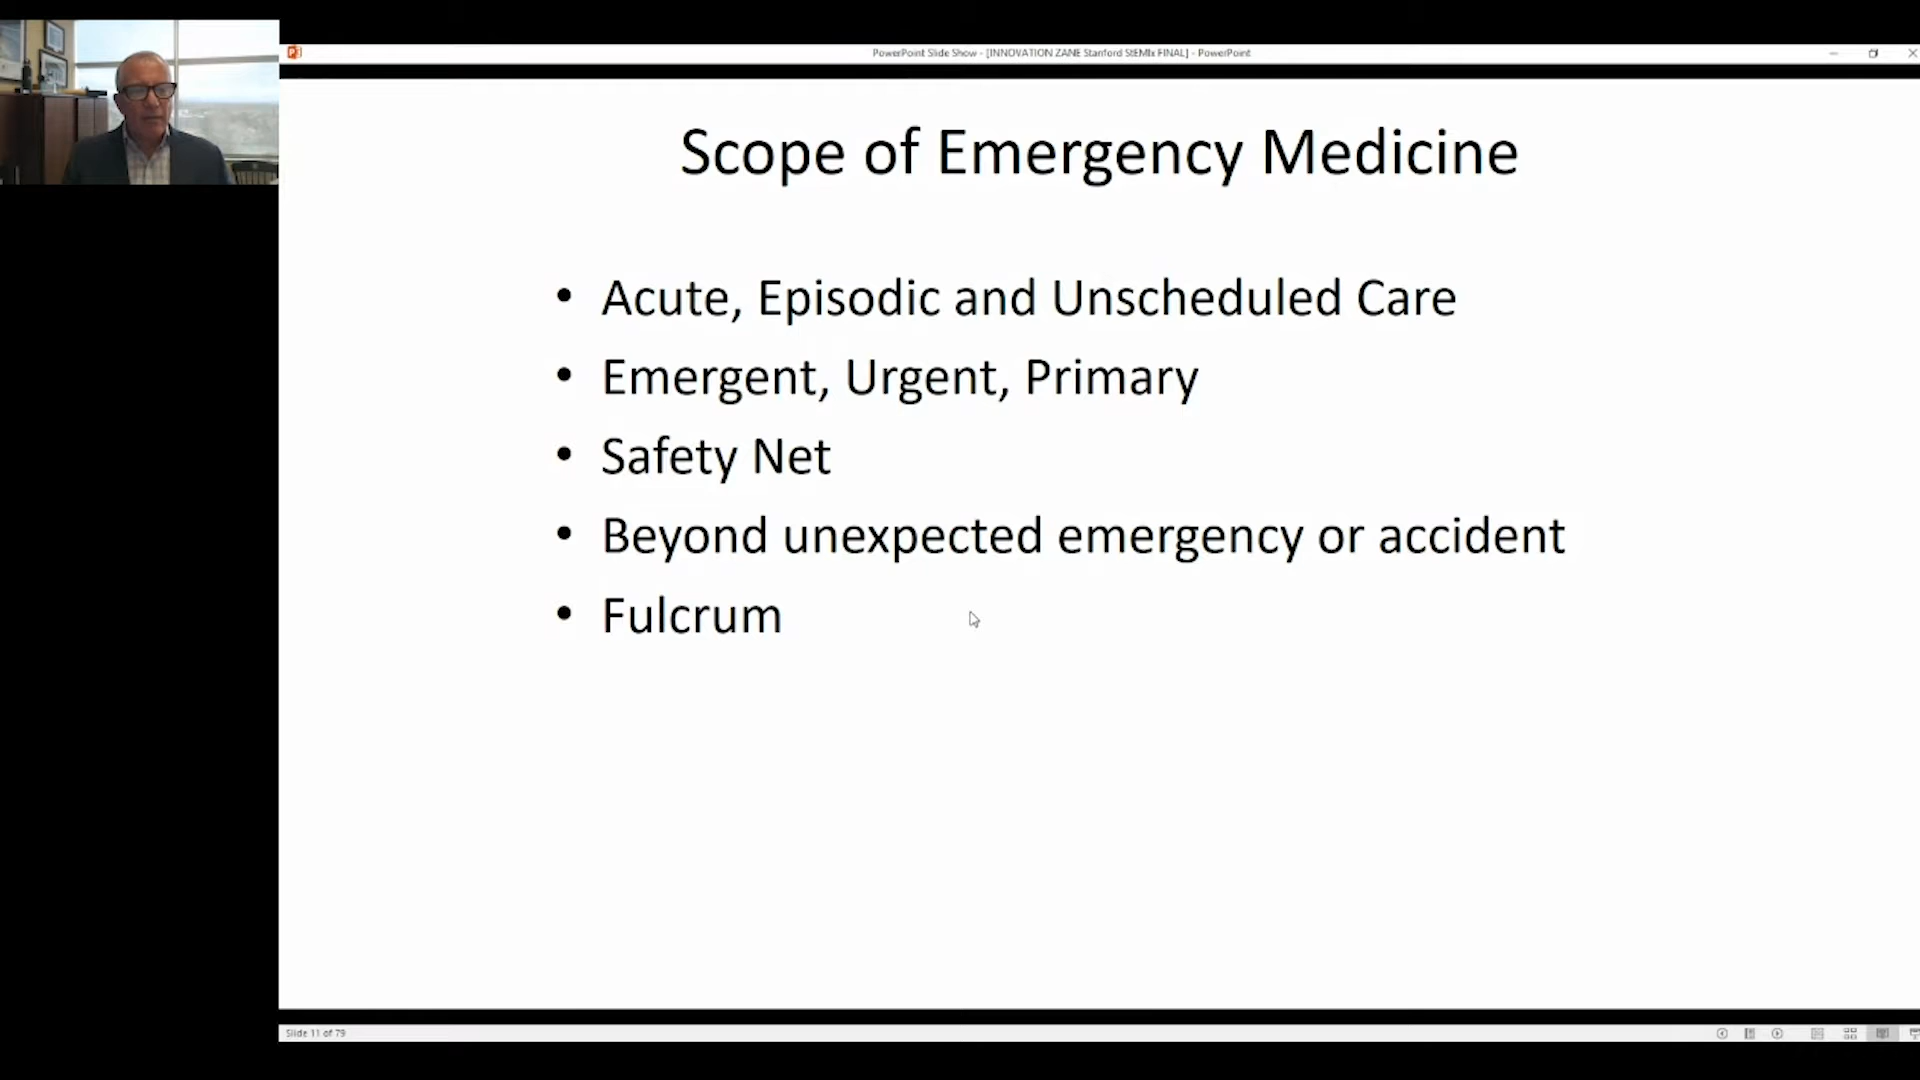 PowerPoint Slide Show - [INNOVATION ZANE Stanford StEMIx FINAL] - PowerPoint
Scope of Emergency Medicine
• Acute, Episodic and Unscheduled Care
• Emergent, Urgent, Primary
• Safety Net
• Beyond unexpected emergency or accident
• Fulcrum
Slide 11 of 79